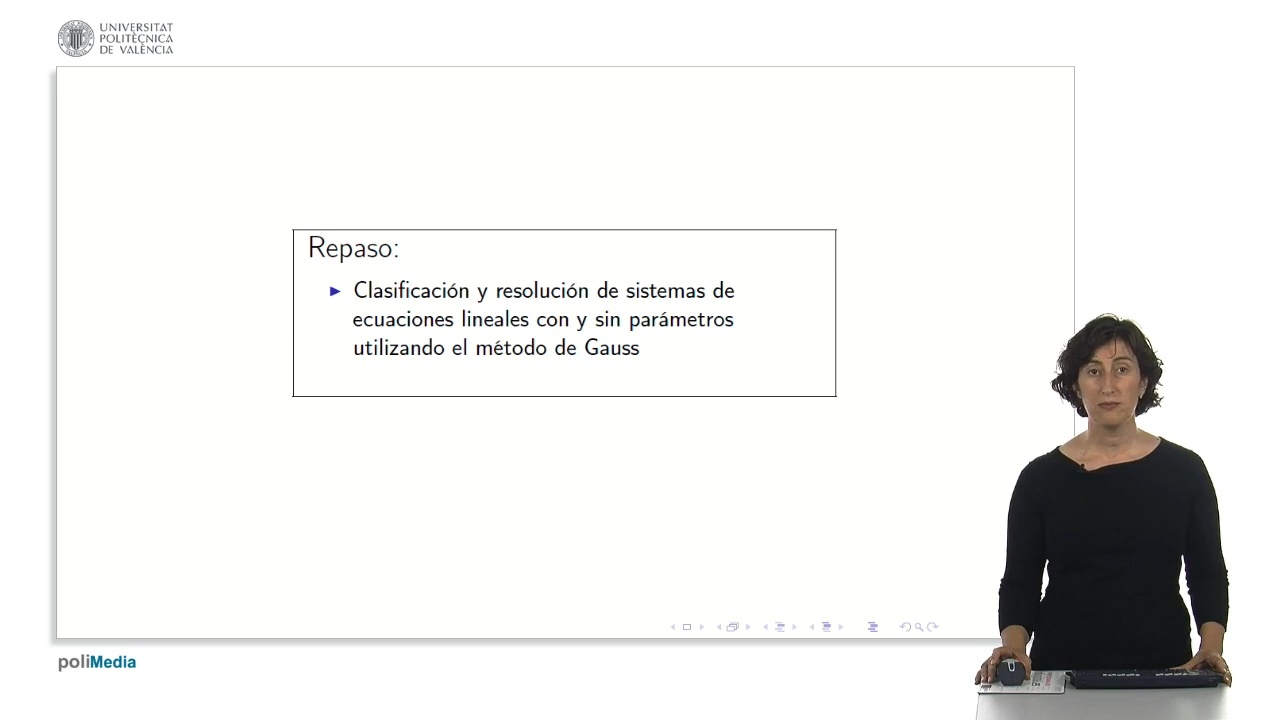 UNIVERSITAT
POLITÈCNICA
DE VALÈNCIA
Repaso:
Clasificación y resolución de sistemas de
ecuaciones lineales con y sin parámetros
utilizando el método de Gauss
poliMedia